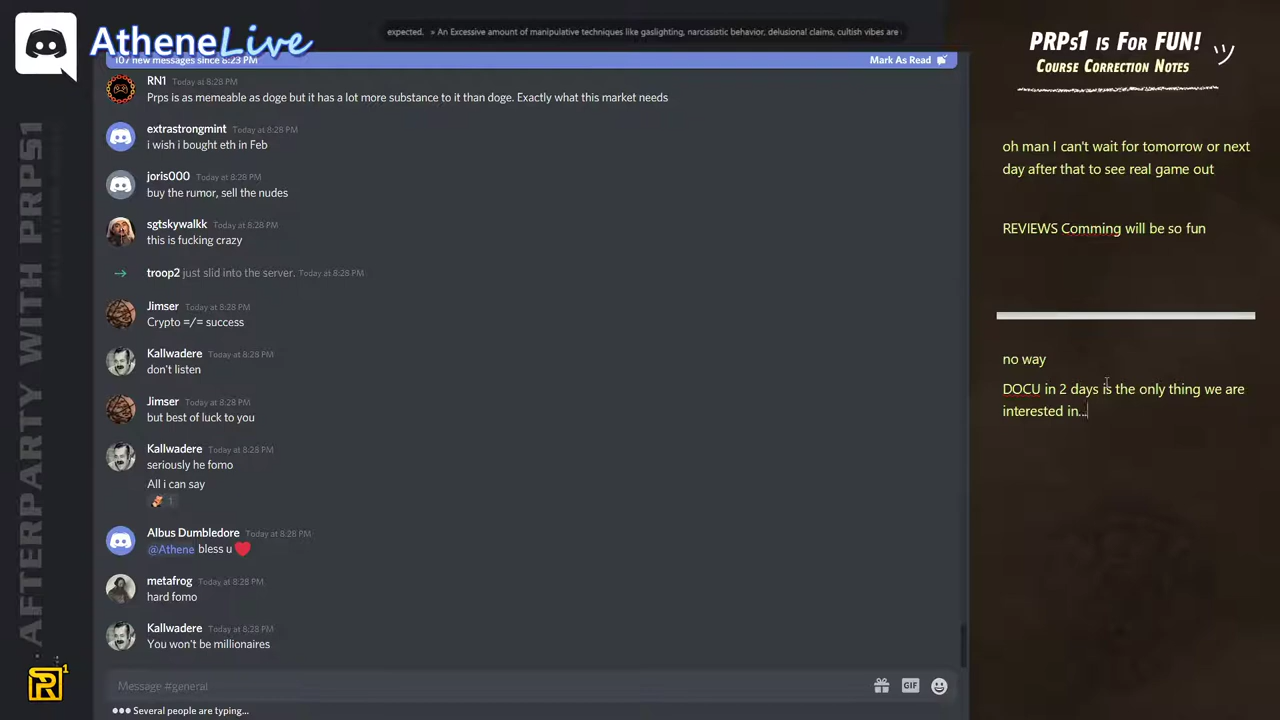 AtheneLive
expected. » An Excessive amount of manipulative techniques like gaslighting, narcissistic behavior, delusional claims, cultish vibes are
107 new messages since 8:23 PM
Mark As Read
RN1 Today at 8:28 PM
Prps is as memeable as doge but it has a lot more substance to it than doge. Exactly what this market needs
extrastrongmint Today at 8:28 PM
i wish i bought eth in Feb
joris000 Today at 8:28 PM
buy the rumor, sell the nudes
sgtskywalkk Today at 8:28 PM
this is fucking crazy
troop2 just slid into the server. Today at 8:28 PM
Jimser Today at 8:28 PM
Crypto =/= success
Kallwadere Today at 8:28 PM
don't listen
Jimser Today at 8:28 PM
but best of luck to you
Kallwadere Today at 8:28 PM
seriously he fomo
All i can say
1
Albus Dumbledore Today at 8:28 PM
@Athene bless u
metafrog Today at 8:28 PM
hard fomo
Kallwadere Today at 8:28 PM
You won't be millionaires
Message #general
GIF
Several people are typing...
AFTERPARTY WITH PRPS1
PRPS1 IS FOR FUN! ツ
COURSE CORRECTION NOTES
oh man I can't wait for tomorrow or next
day after that to see real game out
REVIEWS Comming will be so fun
no way
DOCU in 2 days is the only thing we are
interested in...